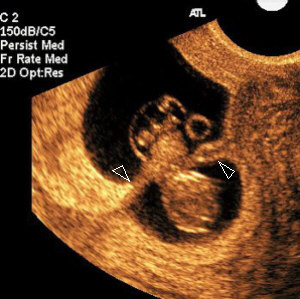 C 2
150dB/C5
Persist Med
Fr Rate Med
2D Opt:Res
ATL